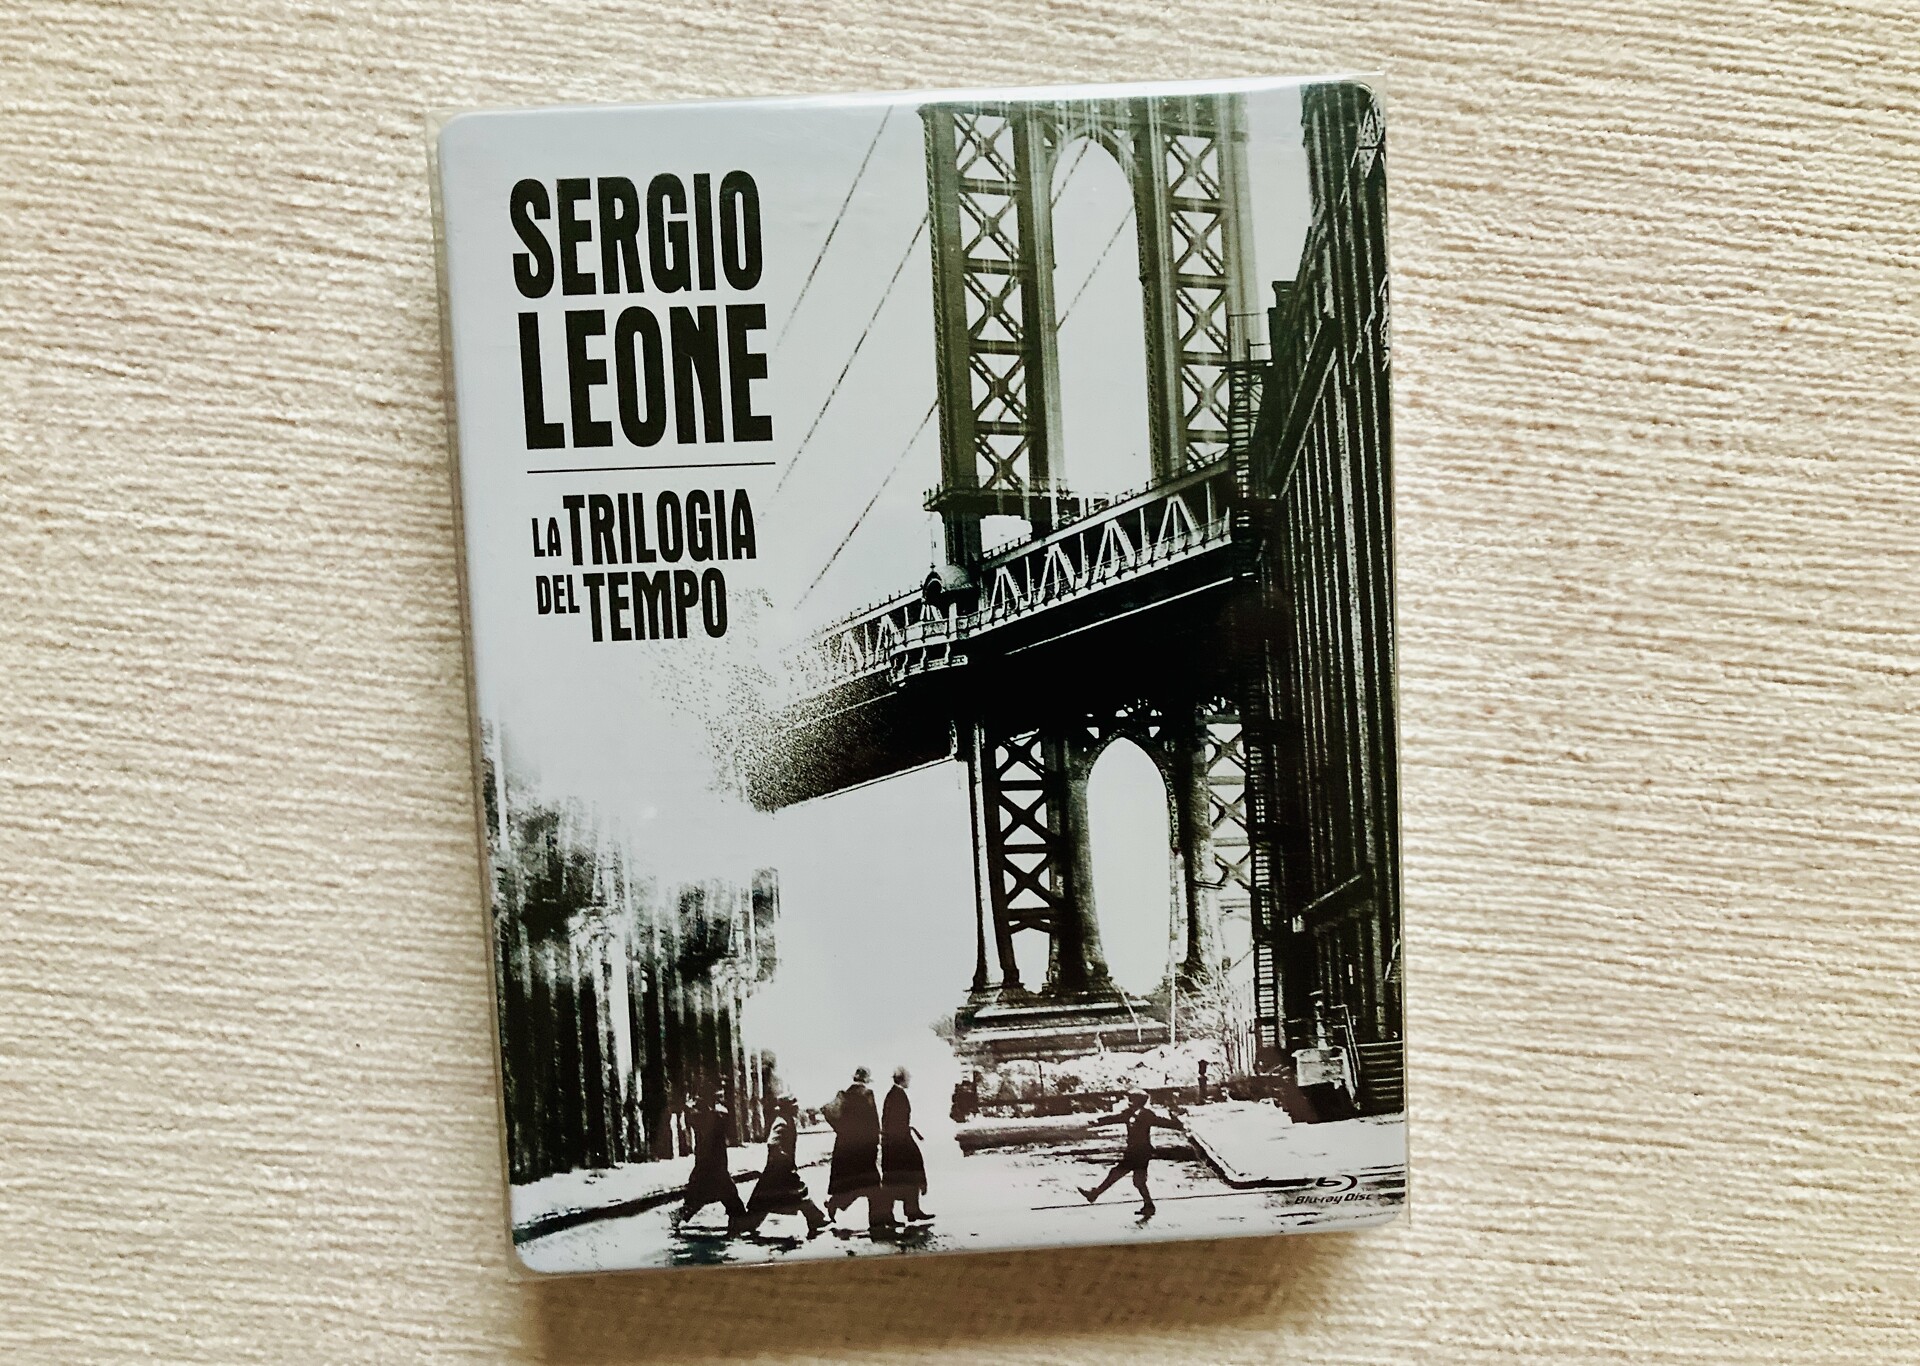 SERGIO
LEONE
LA TRILOGIA
DEL TEMPO
Blu-ray Disc